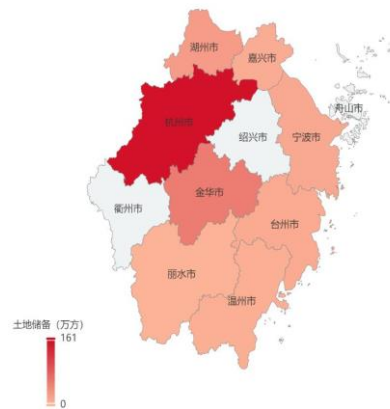 湖州市
嘉兴市
杭州市
舟山市
绍兴市
宁波市
金华市
衢州市
台州市
丽水市
温州市
土地储备（万方）
161
0